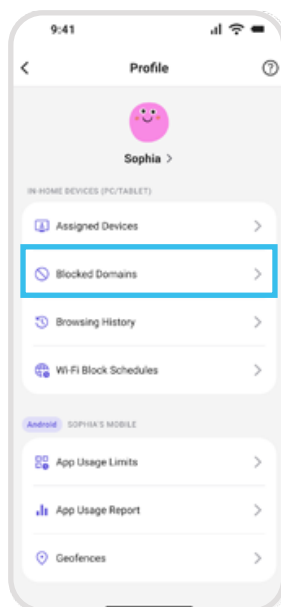 9:41
Profile
Sophia >
IN-HOME DEVICES (PC/TABLET)
Assigned Devices
Blocked Domains
Browsing History
Wi-Fi Block Schedules
Android SOPHIA'S MOBILE
App Usage Limits
App Usage Report
Geofences